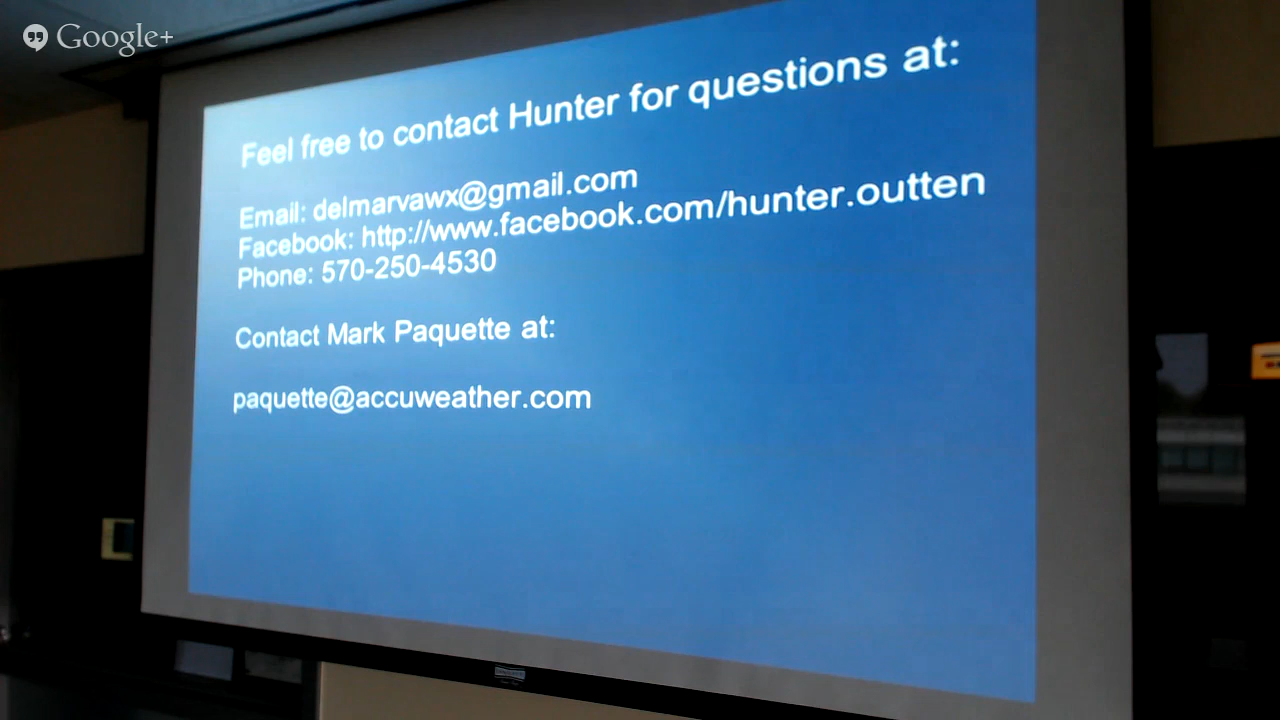 Google+
Feel free to contact Hunter for questions at:
Email: delmarvawx@gmail.com
Facebook: http://www.facebook.com/hunter.outten
Phone: 570-250-4530
Contact Mark Paquette at:
paquette@accuweather.com